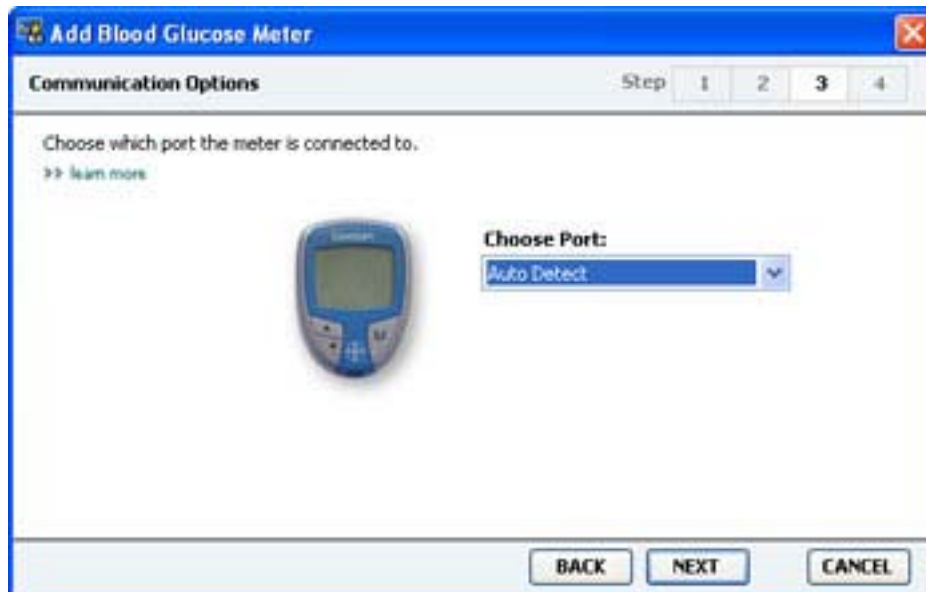 Add Blood Glucose Meter
Communication Options
Step 1 2 3 4
Choose which port the meter is connected to.
>> learn more
Choose Port:
Auto Detect
BACK NEXT CANCEL